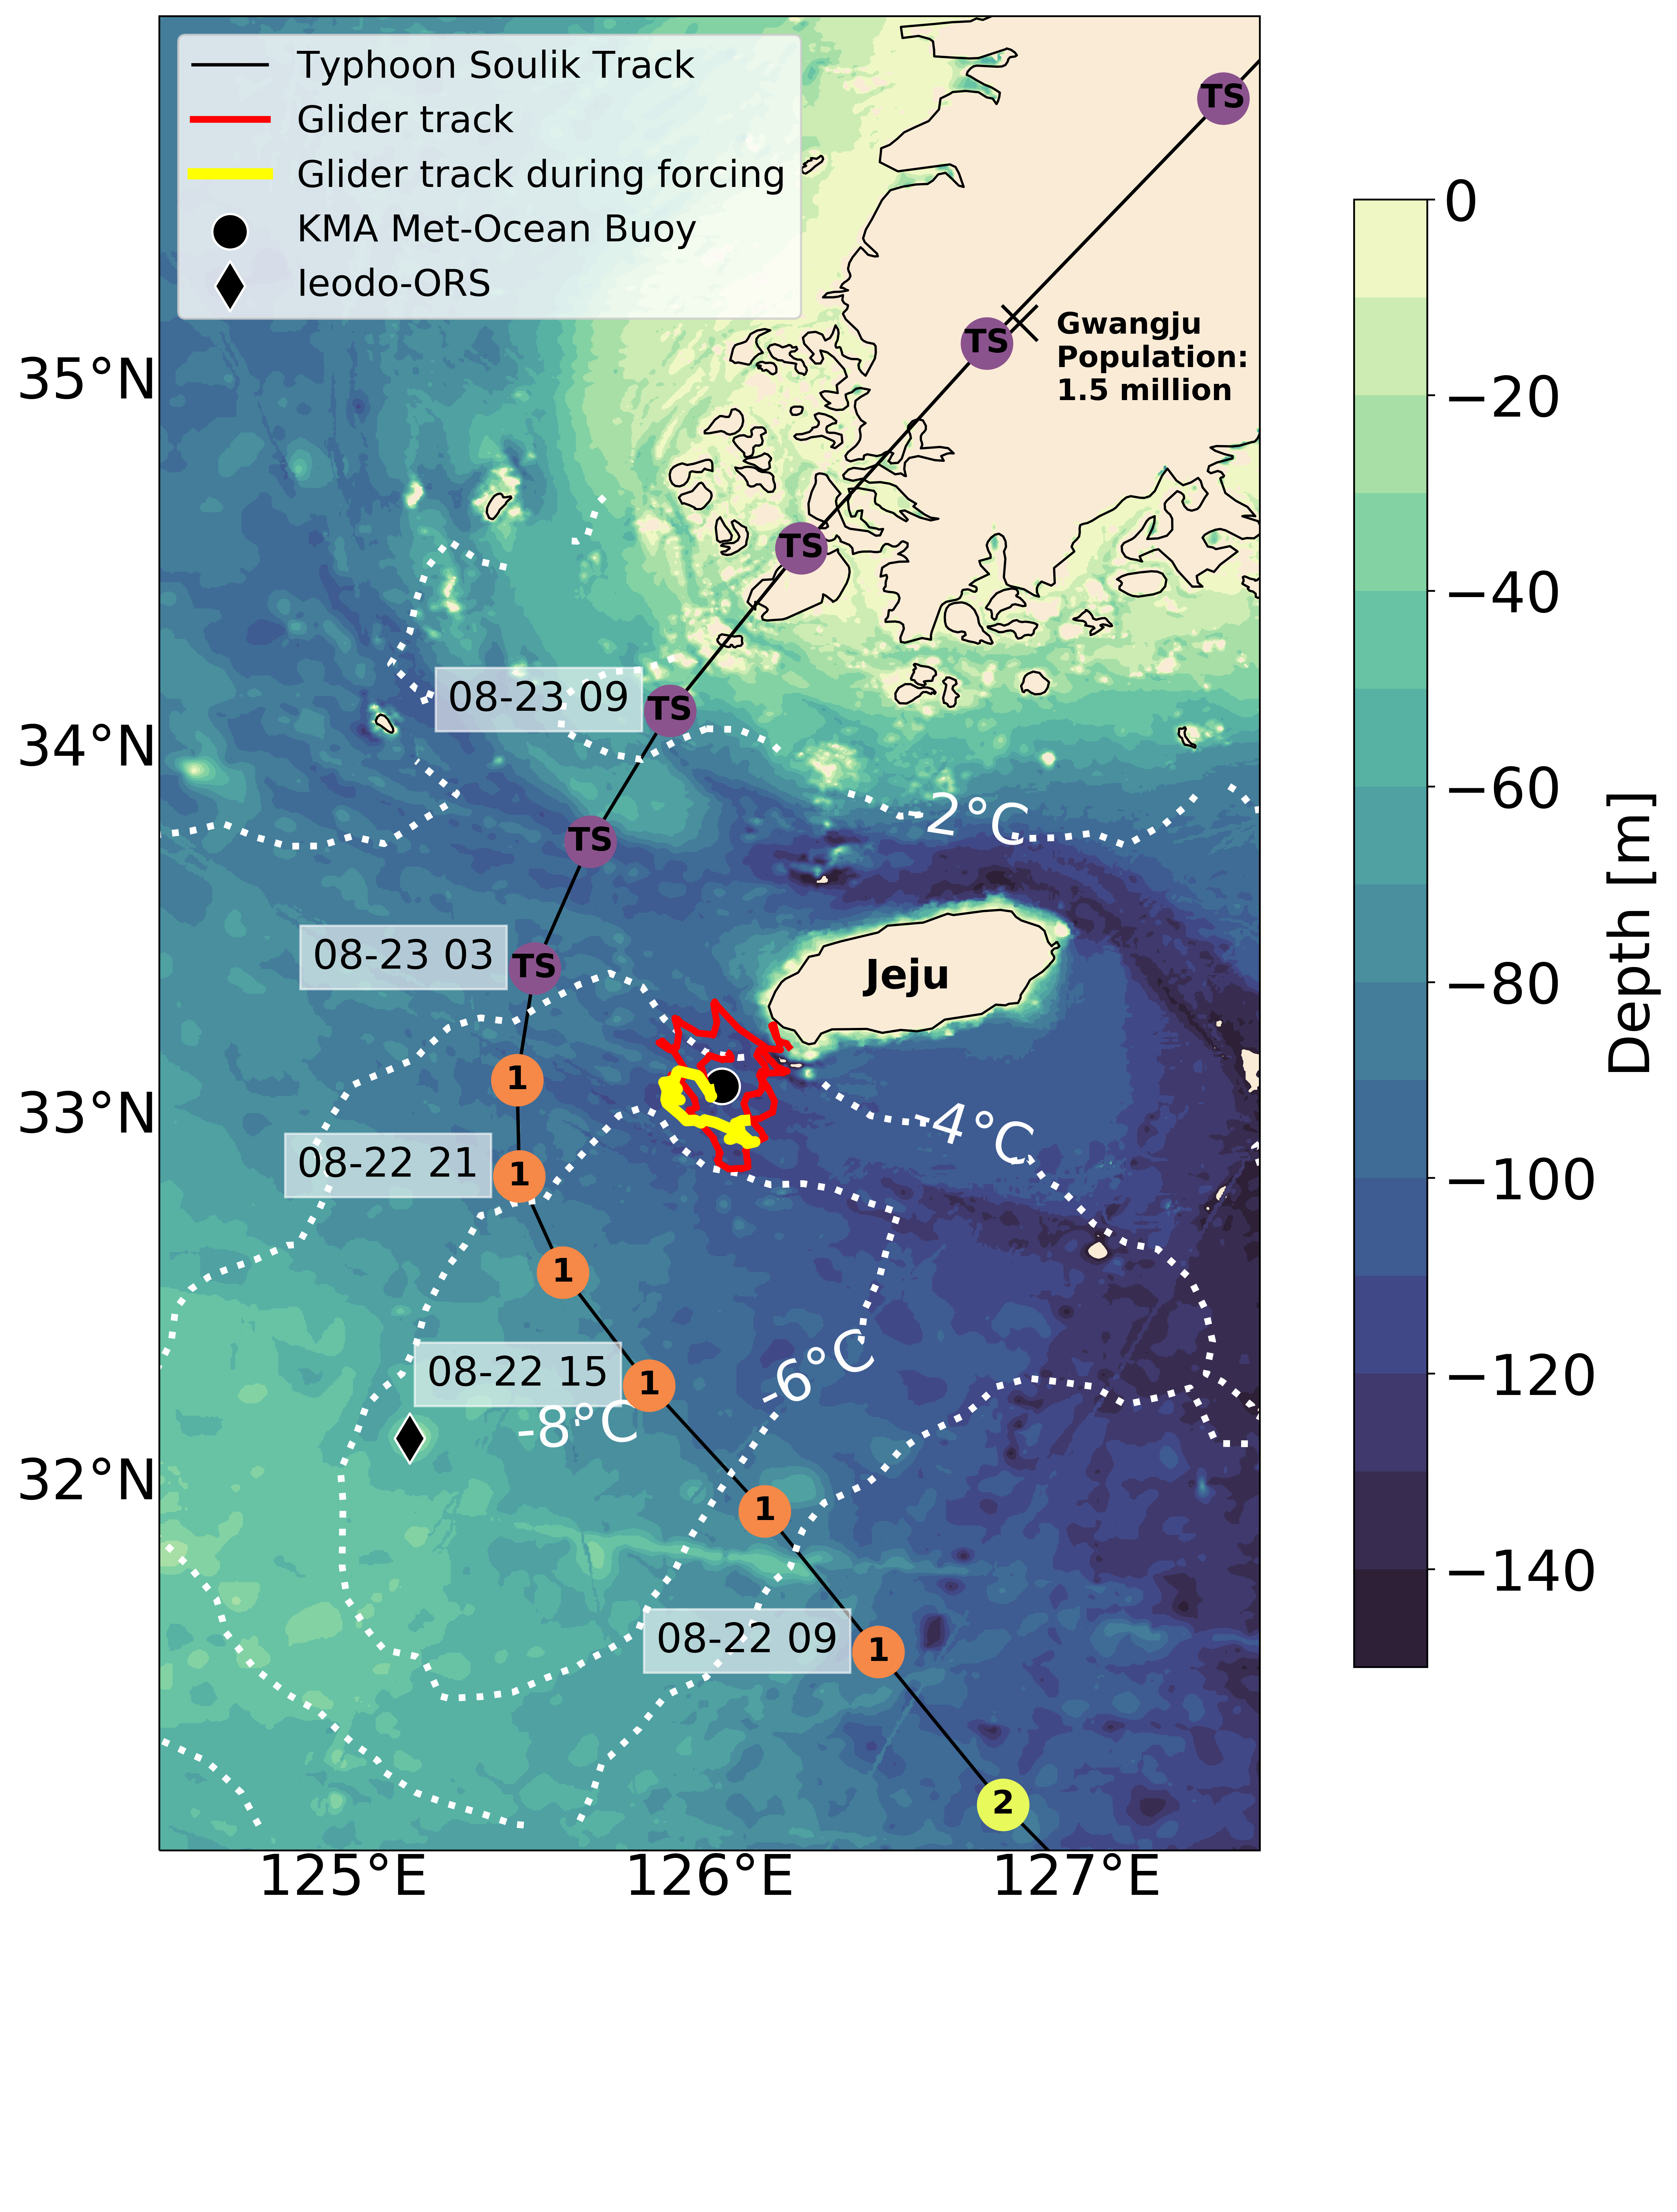 Typhoon Soulik Track
Glider track
Glider track during forcing
KMA Met-Ocean Buoy
Ieodo-ORS
TS
TS
Gwangju
Population:
1.5 million
TS
08-23 09
TS
-2°C
TS
08-23 03
TS
Jeju
1
-4°C
08-22 21
1
1
-6°C
08-22 15
1
-8°C
1
08-22 09
1
2
35°N
34°N
33°N
32°N
125°E
126°E
127°E
0
−20
−40
−60
−80
−100
−120
−140
Depth [m]